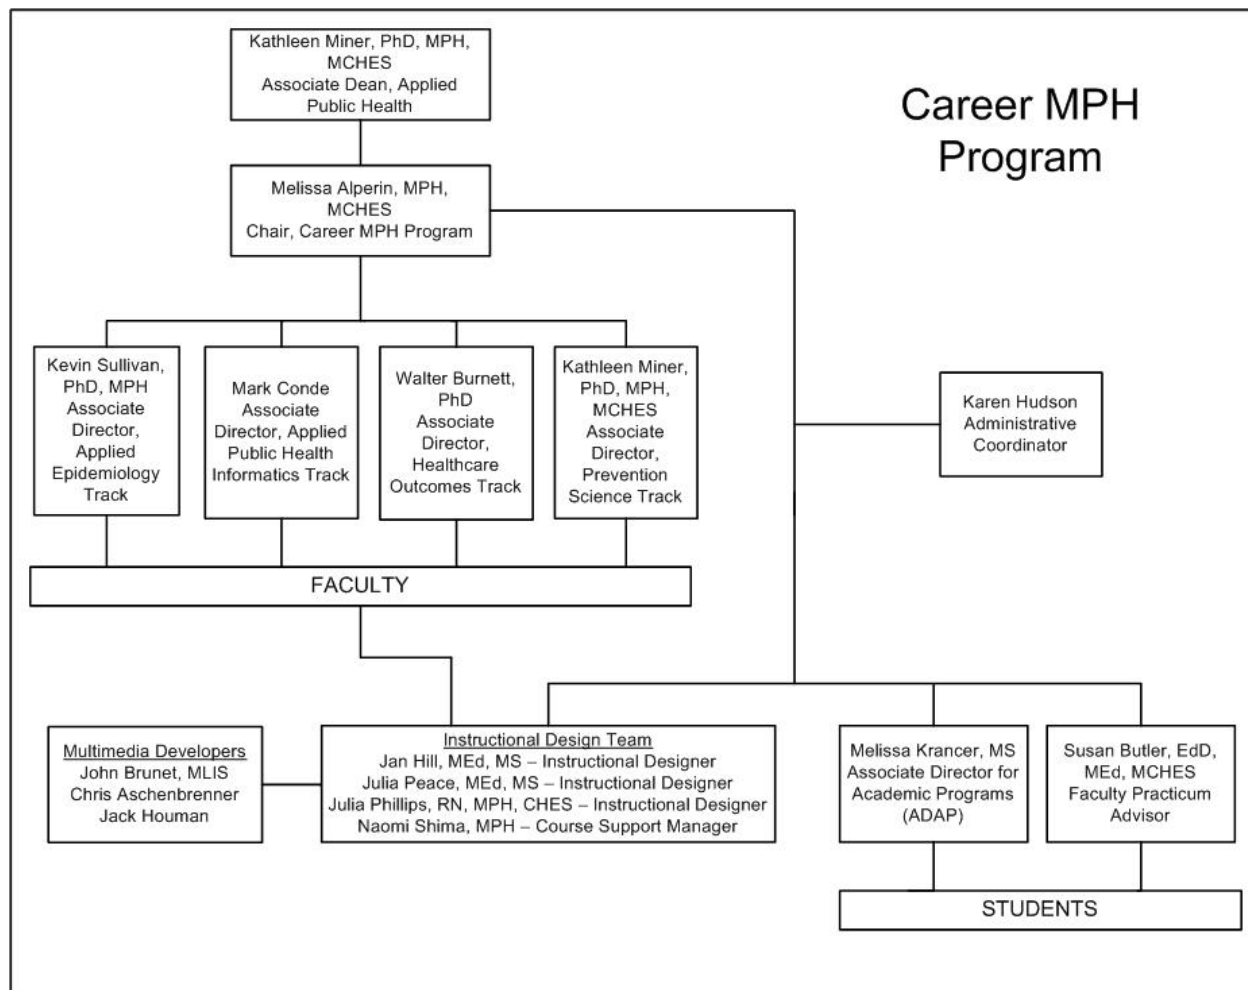 Kathleen Miner, PhD, MPH,
MCHES
Associate Dean, Applied
Public Health
Career MPH
Program
Melissa Alperin, MPH,
MCHES
Chair, Career MPH Program
Kevin Sullivan,
PhD, MPH
Associate
Director,
Applied
Epidemiology
Track
Mark Conde
Associate
Director, Applied
Public Health
Informatics Track
Walter Burnett,
PhD
Associate
Director,
Healthcare
Outcomes Track
Kathleen Miner,
PhD, MPH,
MCHES
Associate
Director,
Prevention
Science Track
Karen Hudson
Administrative
Coordinator
FACULTY
Multimedia Developers
John Brunet, MLIS
Chris Aschenbrenner
Jack Houman
Instructional Design Team
Jan Hill, MEd, MS – Instructional Designer
Julia Peace, MEd, MS – Instructional Designer
Julia Phillips, RN, MPH, CHES – Instructional Designer
Naomi Shima, MPH – Course Support Manager
Melissa Krancer, MS
Associate Director for
Academic Programs
(ADAP)
Susan Butler, EdD,
MEd, MCHES
Faculty Practicum
Advisor
STUDENTS